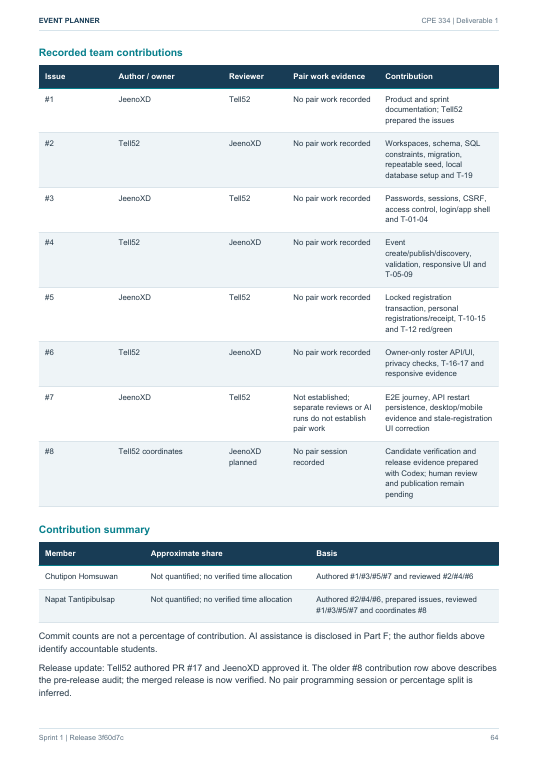 EVENT PLANNER CPE 334 | Deliverable 1
Recorded team contributions
Issue Author / owner Reviewer Pair work evidence Contribution
#1 JeenoXD Tell52 No pair work recorded Product and sprint
documentation; Tell52
prepared the issues
#2 Tell52 JeenoXD No pair work recorded Workspaces, schema, SQL
constraints, migration,
repeatable seed, local
database setup and T-19
#3 JeenoXD Tell52 No pair work recorded Passwords, sessions, CSRF,
access control, login/app shell
and T-01-04
#4 Tell52 JeenoXD No pair work recorded Event
create/publish/discovery,
validation, responsive UI and
T-05-09
#5 JeenoXD Tell52 No pair work recorded Locked registration
transaction, personal
registrations/receipt, T-10-15
and T-12 red/green
#6 Tell52 JeenoXD No pair work recorded Owner-only roster API/UI,
privacy checks, T-16-17 and
responsive evidence
#7 JeenoXD Tell52 Not established; E2E journey, API restart
separate reviews or AI persistence, desktop/mobile
runs do not establish evidence and stale-registration
pair work UI correction
#8 Tell52 coordinates JeenoXD No pair session Candidate verification and
planned recorded release evidence prepared
with Codex; human review
and publication remain
pending
Contribution summary
Member Approximate share Basis
Chutipon Homsuwan Not quantified; no verified time allocation Authored #1/#3/#5/#7 and reviewed #2/#4/#6
Napat Tantipibulsap Not quantified; no verified time allocation Authored #2/#4/#6, prepared issues, reviewed
#1/#3/#5/#7 and coordinates #8
Commit counts are not a percentage of contribution. AI assistance is disclosed in Part F; the author fields above
identify accountable students.
Release update: Tell52 authored PR #17 and JeenoXD approved it. The older #8 contribution row above describes
the pre-release audit; the merged release is now verified. No pair programming session or percentage split is
inferred.
Sprint 1 | Release 3f60d7c 64